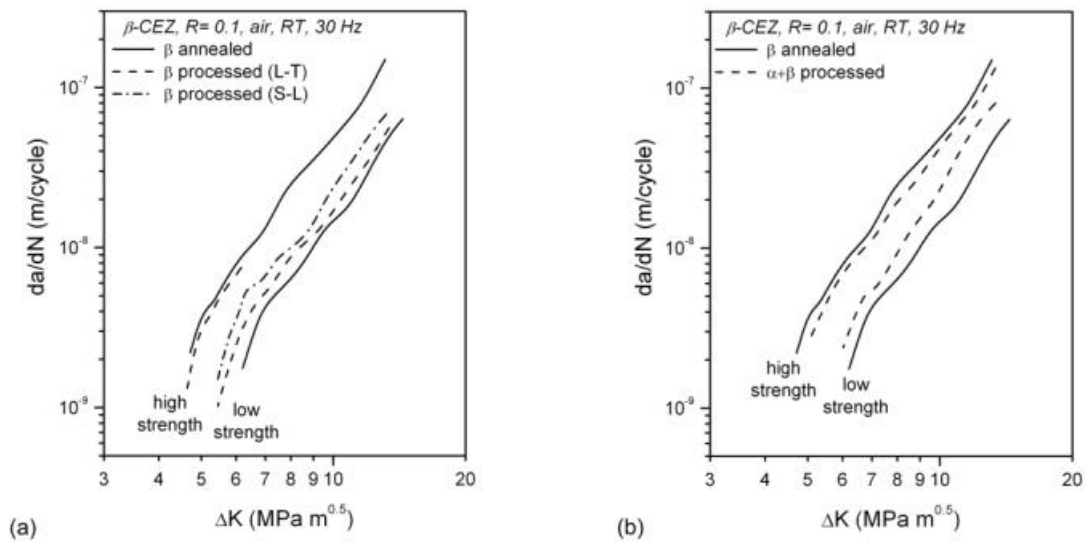 β-CEZ, R= 0.1, air, RT, 30 Hz
β annealed
β processed (L-T)
β processed (S-L)
10⁻⁷
10⁻⁸
10⁻⁹
da/dN (m/cycle)
high
strength
low
strength
3 4 5 6 7 8 9 10 20
ΔK (MPa m⁰·⁵)
(a)
β-CEZ, R= 0.1, air, RT, 30 Hz
β annealed
α+β processed
10⁻⁷
10⁻⁸
10⁻⁹
da/dN (m/cycle)
high
strength
low
strength
3 4 5 6 7 8 9 10 20
ΔK (MPa m⁰·⁵)
(b)